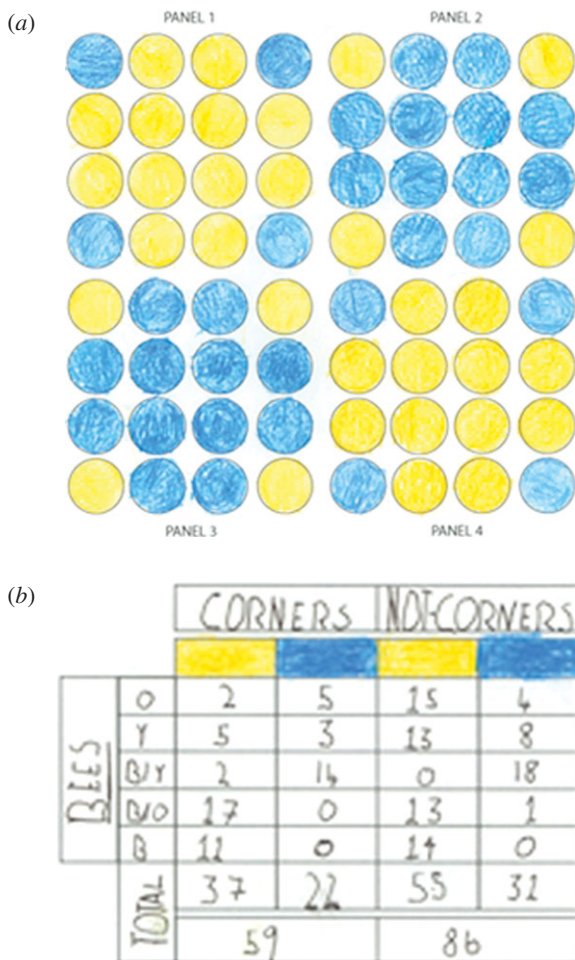 (a)
PANEL 1 PANEL 2
PANEL 3 PANEL 4
(b)
CORNERS NOT-CORNERS
BEES
O 2 5 15 4
Y 5 3 13 8
B/Y 2 14 0 18
B/O 17 0 13 1
B 11 0 14 0
TOTAL 37 22 55 31
59 86